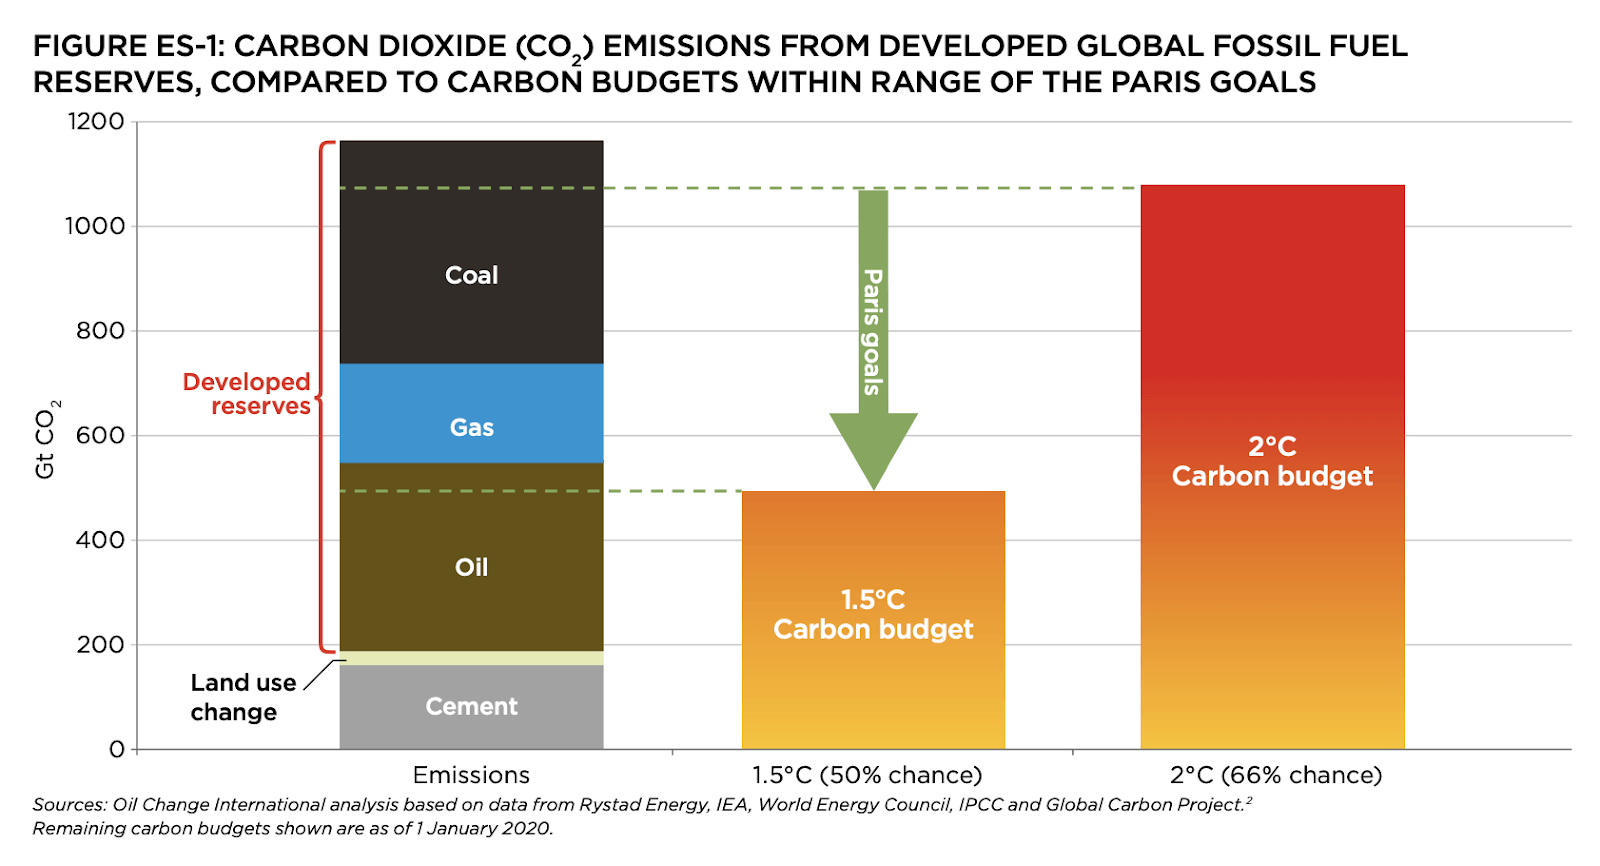 FIGURE ES-1: CARBON DIOXIDE (CO₂) EMISSIONS FROM DEVELOPED GLOBAL FOSSIL FUEL
RESERVES, COMPARED TO CARBON BUDGETS WITHIN RANGE OF THE PARIS GOALS
Gt CO₂
1200
1000
800
600
400
200
0
Developed
reserves
Land use
change
Coal
Gas
Oil
Cement
Paris goals
1.5°C
Carbon budget
2°C
Carbon budget
Emissions
1.5°C (50% chance)
2°C (66% chance)
Sources: Oil Change International analysis based on data from Rystad Energy, IEA, World Energy Council, IPCC and Global Carbon Project.²
Remaining carbon budgets shown are as of 1 January 2020.